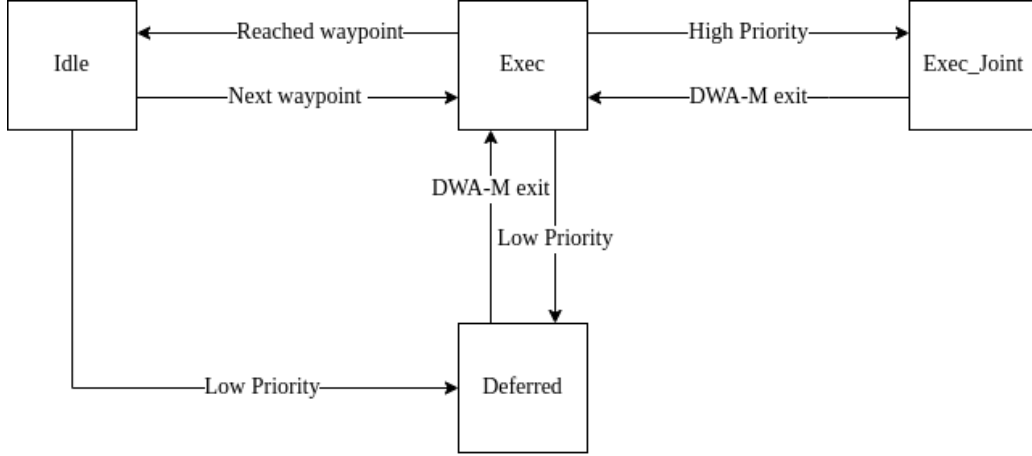 Reached waypoint
High Priority
Idle
Exec
Exec_Joint
Next waypoint
DWA-M exit
DWA-M exit
Low Priority
Low Priority
Deferred